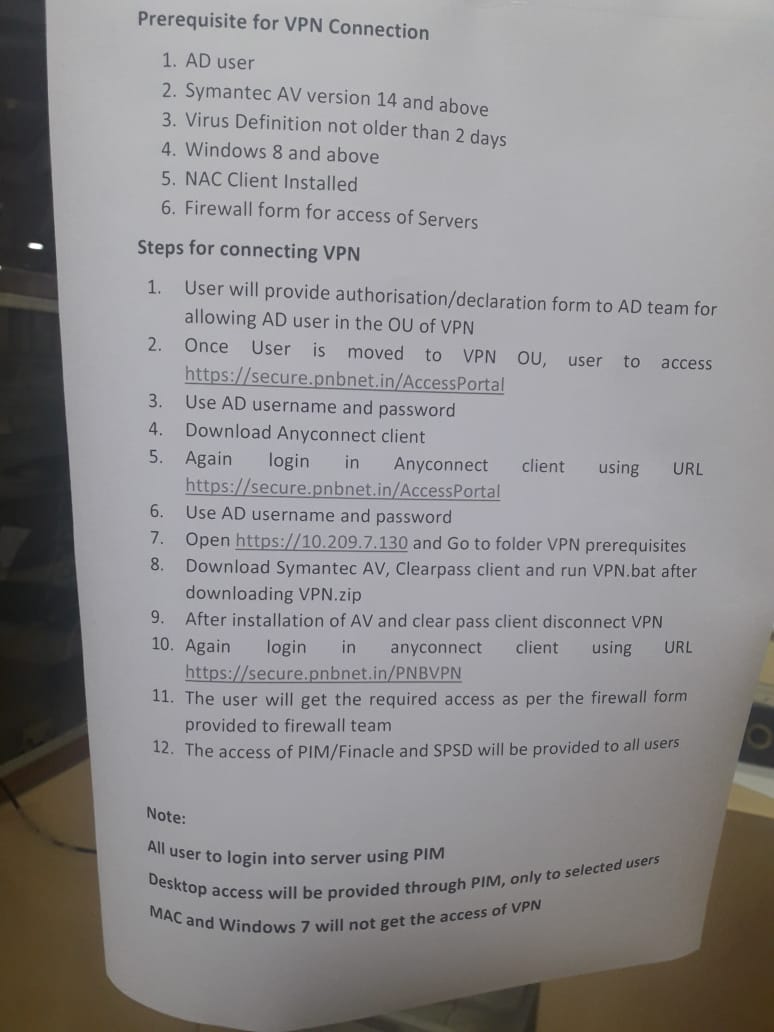 Prerequisite for VPN Connection
1. AD user
2. Symantec AV version 14 and above
3. Virus Definition not older than 2 days
4. Windows 8 and above
5. NAC Client Installed
6. Firewall form for access of Servers
Steps for connecting VPN
1. User will provide authorisation/declaration form to AD team for
allowing AD user in the OU of VPN
2. Once User is moved to VPN OU, user to access
https://secure.pnbnet.in/AccessPortal
3. Use AD username and password
4. Download Anyconnect client
5. Again login in Anyconnect client using URL
https://secure.pnbnet.in/AccessPortal
6. Use AD username and password
7. Open https://10.209.7.130 and Go to folder VPN prerequisites
8. Download Symantec AV, Clearpass client and run VPN.bat after
downloading VPN.zip
9. After installation of AV and clear pass client disconnect VPN
10. Again login in anyconnect client using URL
https://secure.pnbnet.in/PNBVPN
11. The user will get the required access as per the firewall form
provided to firewall team
12. The access of PIM/Finacle and SPSD will be provided to all users
Note:
All user to login into server using PIM
Desktop access will be provided through PIM, only to selected users
MAC and Windows 7 will not get the access of VPN